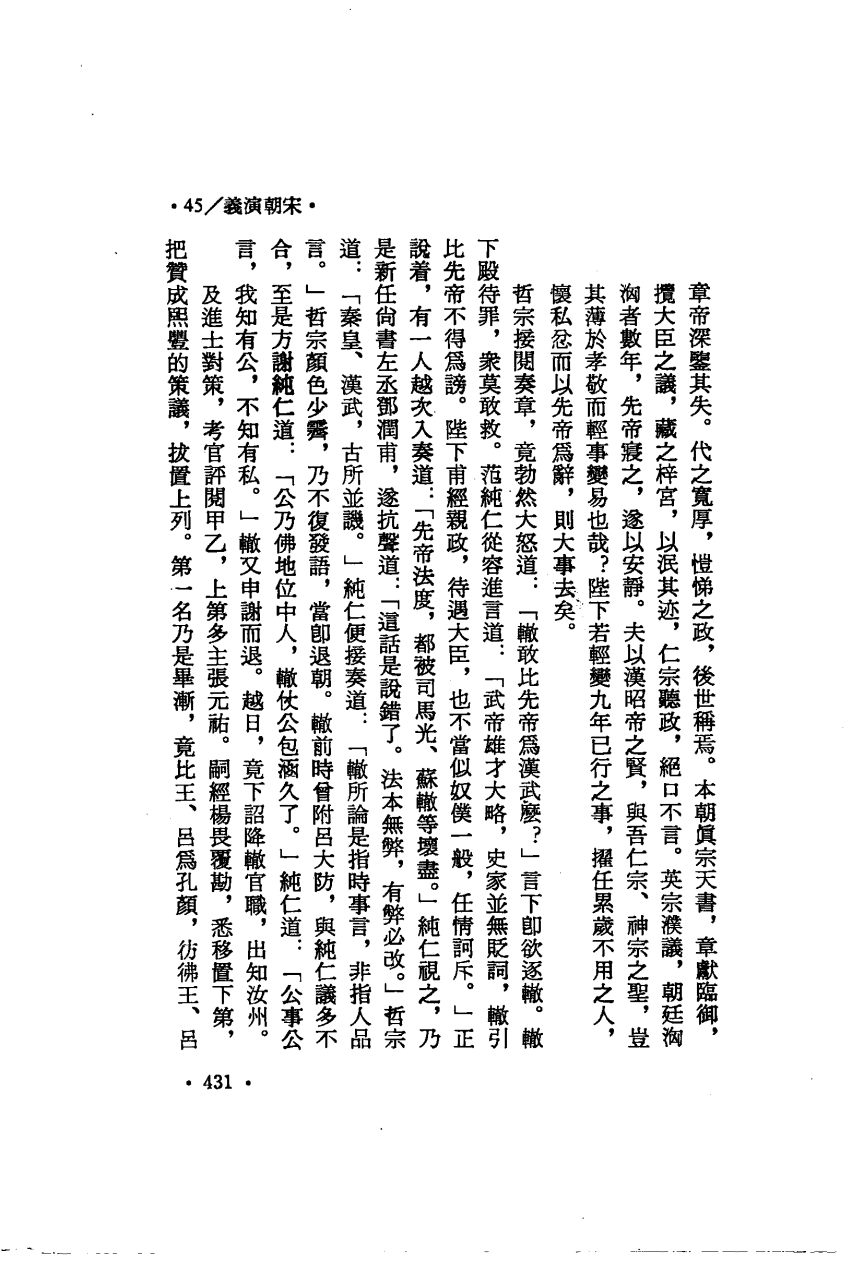 •45／義演朝宋•
章帝深鑒其失。代之寬厚，愷悌之政，後世稱焉。本朝眞宗天書，章獻臨御，
攬大臣之議，藏之梓宮，以泯其迹，仁宗聽政，絕口不言。英宗濮議，朝廷洶
洶者數年，先帝寢之，遂以安靜。夫以漢昭帝之賢，與吾仁宗、神宗之聖，豈
其薄於孝敬而輕事變易也哉？陛下若輕變九年已行之事，擢任累歲不用之人，
懷私忿而以先帝爲辭，則大事去矣。
哲宗接閱奏章，竟勃然大怒道：「轍敢比先帝爲漢武麼？」言下卽欲逐轍。轍
下殿待罪，衆莫敢救。范純仁從容進言道：「武帝雄才大略，史家並無貶詞，轍引
比先帝不得爲謗。陛下甫經親政，待遇大臣，也不當似奴僕一般，任情訶斥。」正
說着，有一人越次入奏道：「先帝法度，都被司馬光、蘇轍等壞盡。」純仁視之，乃
是新任尙書左丞鄧潤甫，遂抗聲道：「這話是說錯了。法本無弊，有弊必改。」哲宗
道：「秦皇、漢武，古所並譏。」純仁便接奏道：「轍所論是指時事言，非指人品
言。」哲宗顏色少霽，乃不復發語，當卽退朝。轍前時曾附呂大防，與純仁議多不
合，至是方謝純仁道：「公乃佛地位中人，轍仗公包涵久了。」純仁道：「公事公
言，我知有公，不知有私。」轍又申謝而退。越日，竟下詔降轍官職，出知汝州。
及進士對策，考官評閱甲乙，上第多主張元祐。嗣經楊畏覆勘，悉移置下第，
把贊成熙豐的策議，拔置上列。第一名乃是畢漸，竟比王、呂爲孔顏，彷彿王、呂
•431•